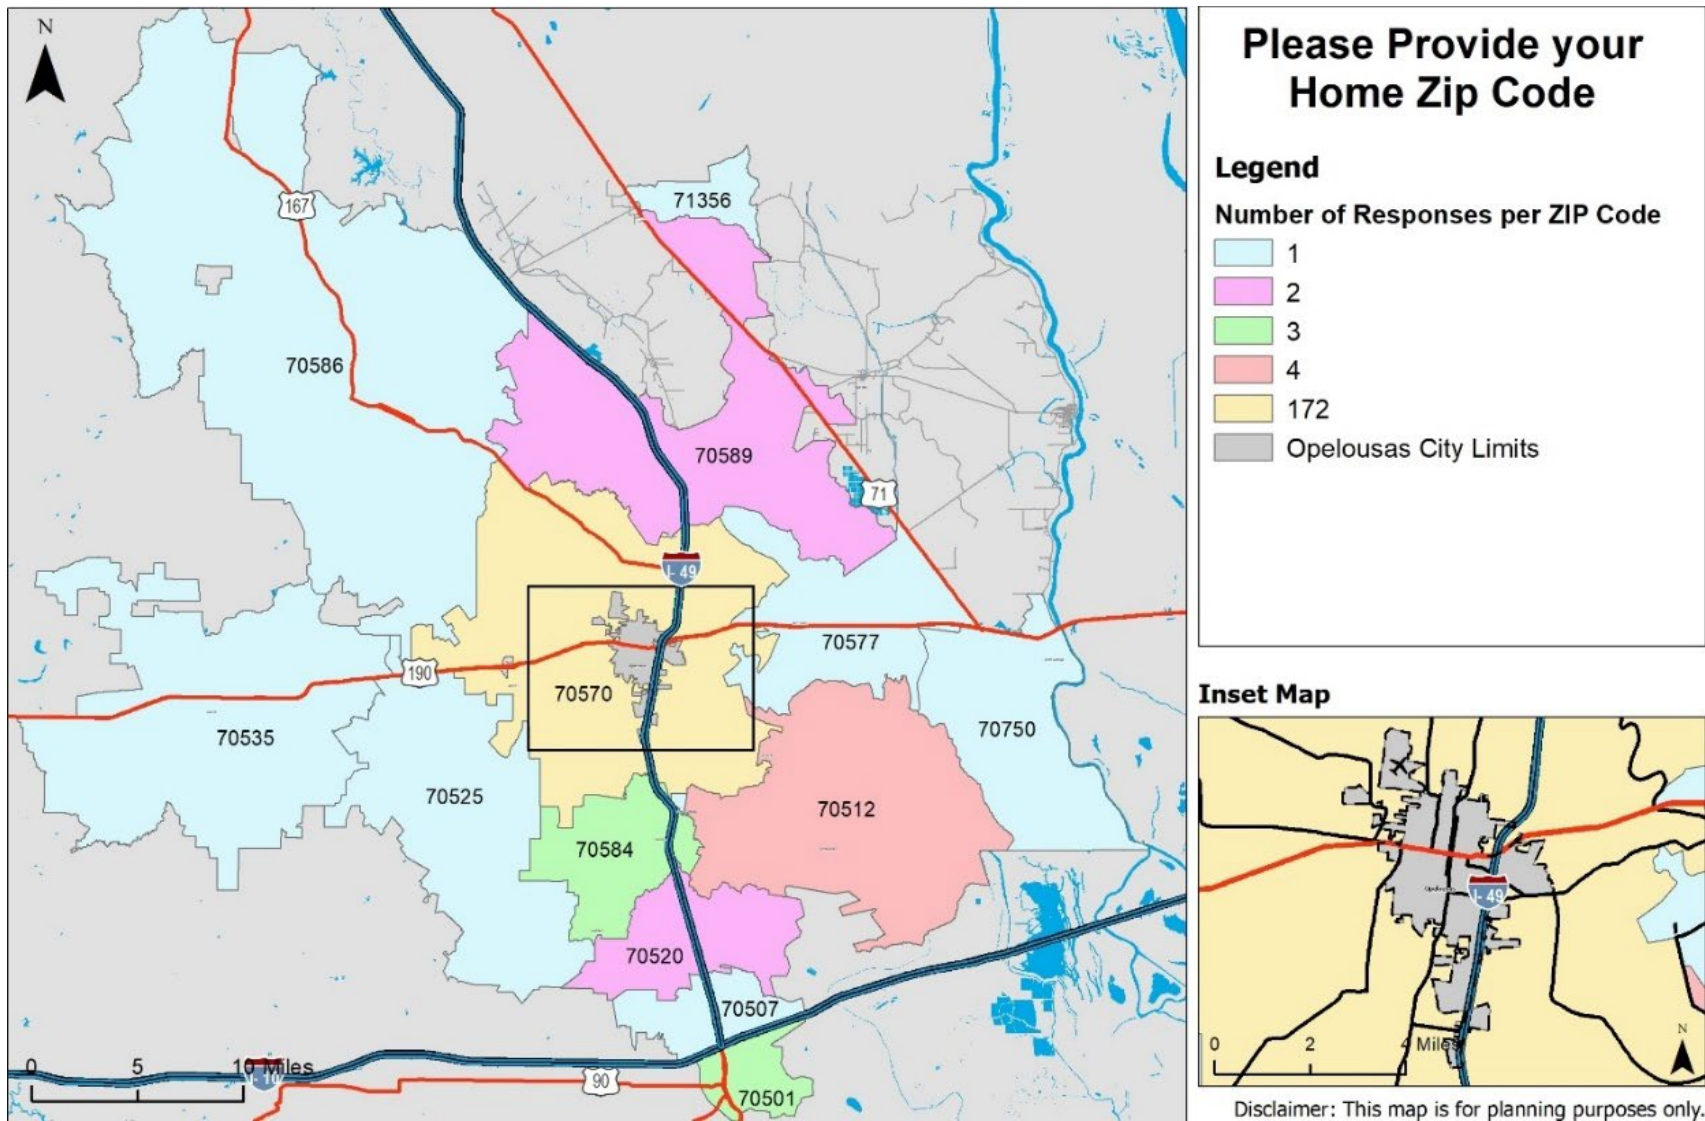 N
167
71356
70586
70589
71
I- 49
70577
190
70570
70750
70535
70525
70512
70584
70520
70507
0 5 10 Miles
I- 10
90
70501
Please Provide your
Home Zip Code
Legend
Number of Responses per ZIP Code
1
2
3
4
172
Opelousas City Limits
Inset Map
I- 49
N
0 2 4 Miles
Disclaimer: This map is for planning purposes only.